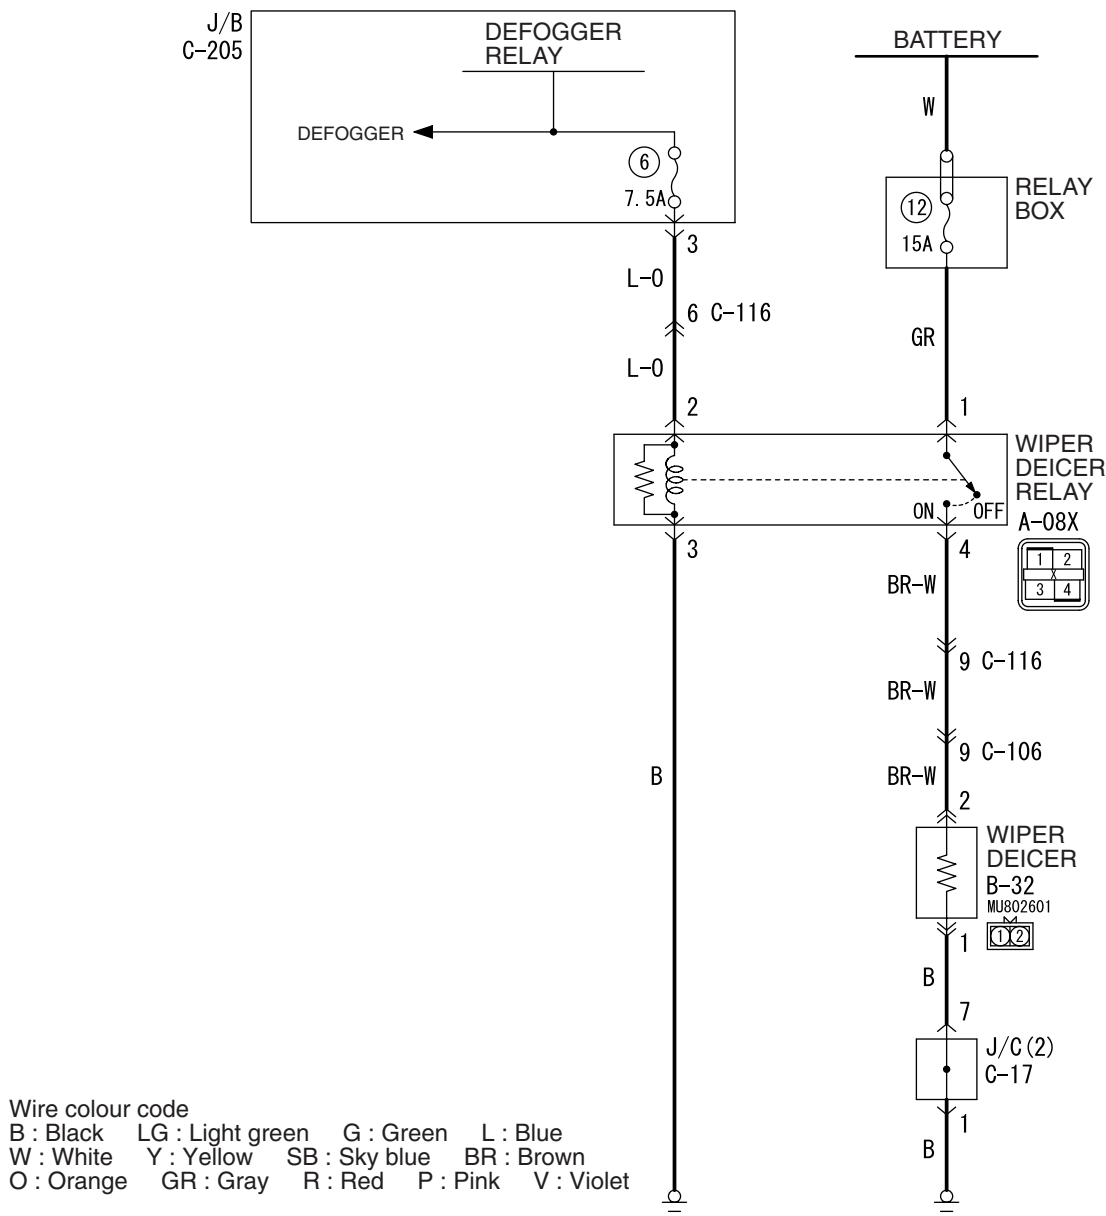 J/B
C-205
DEFOGGER
RELAY
DEFOGGER
6
7.5A
3
L-O
6 C-116
L-O
2
BATTERY
W
12
15A
RELAY
BOX
GR
1
WIPER
DEICER
RELAY
ON
OFF
A-08X
1 2
X
3 4
3
4
BR-W
9 C-116
BR-W
9 C-106
BR-W
2
B
WIPER
DEICER
B-32
MU802601
1 2
1
B
7
J/C(2)
C-17
1
B
Wire colour code
B : Black LG : Light green G : Green L : Blue
W : White Y : Yellow SB : Sky blue BR : Brown
O : Orange GR : Gray R : Red P : Pink V : Violet